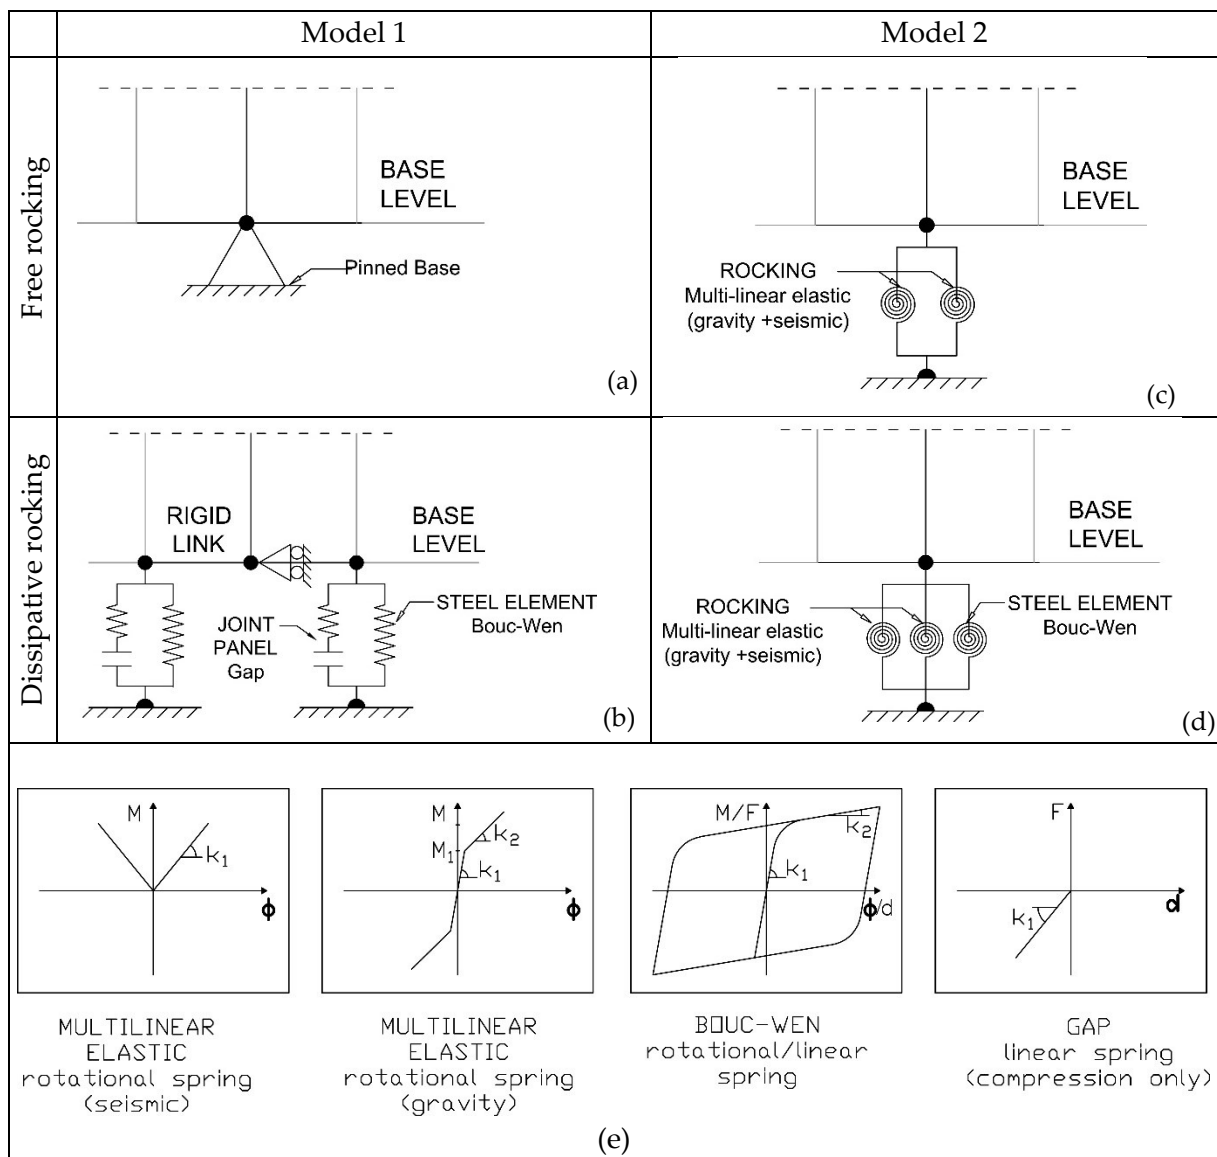 Model 1
Model 2
Free rocking
BASE
LEVEL
Pinned Base
(a)
BASE
LEVEL
ROCKING
Multi-linear elastic
(gravity +seismic)
(c)
Dissipative rocking
RIGID
LINK
BASE
LEVEL
JOINT
PANEL
Gap
STEEL ELEMENT
Bouc-Wen
(b)
BASE
LEVEL
ROCKING
Multi-linear elastic
(gravity +seismic)
STEEL ELEMENT
Bouc-Wen
(d)
M
k1
ϕ
MULTILINEAR
ELASTIC
rotational spring
(seismic)
M
M1
k2
k1
ϕ
MULTILINEAR
ELASTIC
rotational spring
(gravity)
M/F
k2
k1
ϕ/d
BOUC-WEN
rotational/linear
spring
F
k1
d
GAP
linear spring
(compression only)
(e)